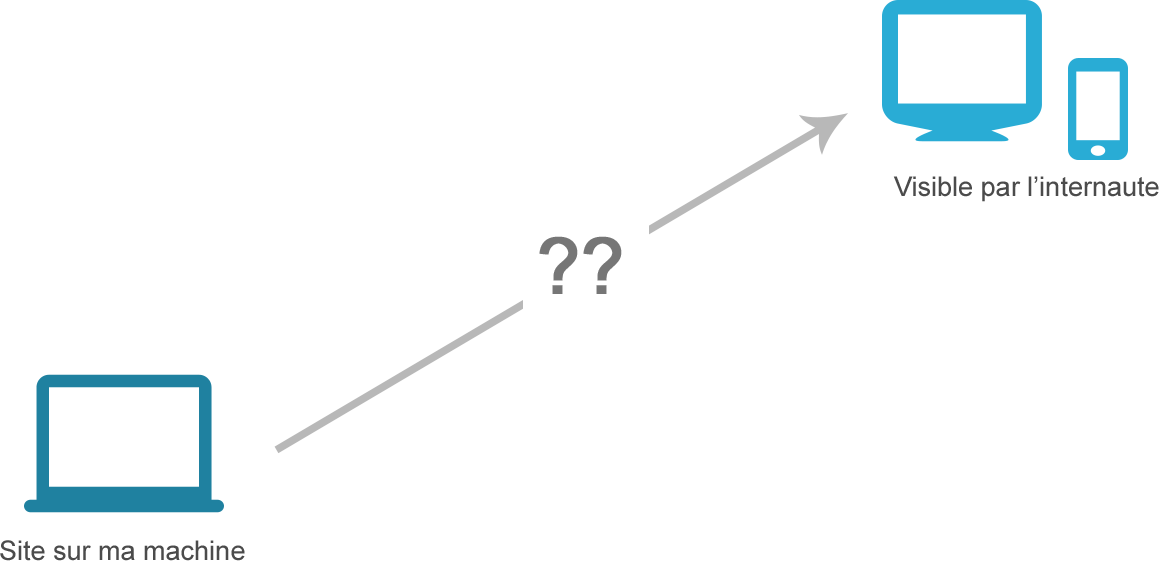 Visible par l’internaute
??
Site sur ma machine